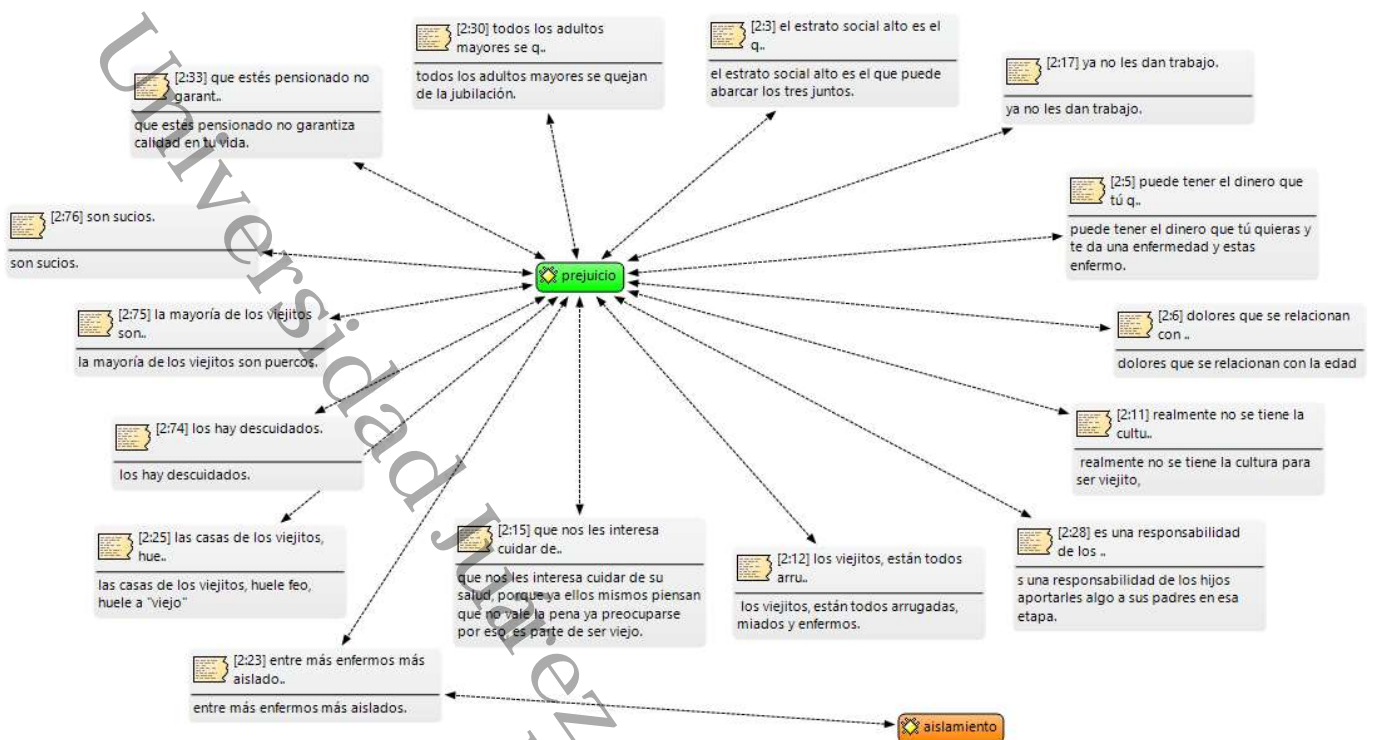 [2:30] todos los adultos
mayores se q..
todos los adultos mayores se quejan
de la jubilación.
[2:3] el estrato social alto es el
q..
el estrato social alto es el que puede
abarcar los tres juntos.
[2:17] ya no les dan trabajo.
ya no les dan trabajo.
[2:33] que estés pensionado no
garant..
que estés pensionado no garantiza
calidad en tu vida.
[2:5] puede tener el dinero que
tú q..
puede tener el dinero que tú quieras y
te da una enfermedad y estas
enfermo.
[2:76] son sucios.
son sucios.
prejuicio
[2:75] la mayoría de los viejitos
son..
la mayoría de los viejitos son puercos.
[2:6] dolores que se relacionan
con ..
dolores que se relacionan con la edad
[2:74] los hay descuidados.
los hay descuidados.
[2:11] realmente no se tiene la
cultu..
realmente no se tiene la cultura para
ser viejito,
[2:25] las casas de los viejitos,
hue..
las casas de los viejitos, huele feo,
huele a "viejo"
[2:15] que nos les interesa
cuidar de..
que nos les interesa cuidar de su
salud, porque ya ellos mismos piensan
que no vale la pena ya preocuparse
por eso, es parte de ser viejo.
[2:12] los viejitos, están todos
arru..
los viejitos, están todos arrugadas,
miados y enfermos.
[2:28] es una responsabilidad
de los ..
s una responsabilidad de los hijos
aportarles algo a sus padres en esa
etapa.
[2:23] entre más enfermos más
aislado..
entre más enfermos más aislados.
aislamiento
Universidad Juárez